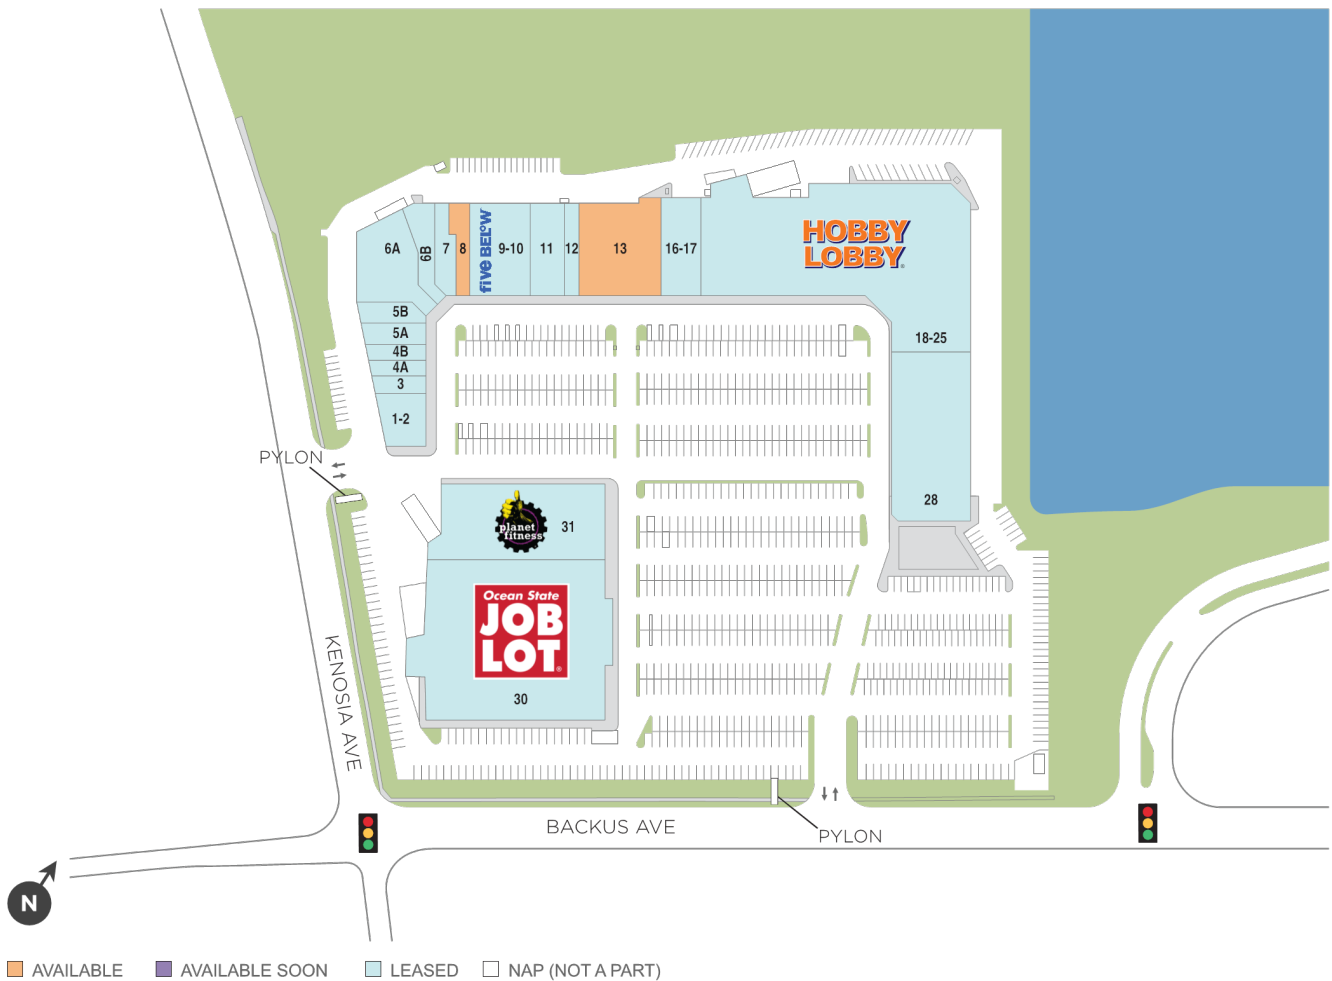 HOBBY
LOBBY®
6A
6B
7
8
five BEL°W
9-10
11
12
13
16-17
5B
5A
4B
4A
3
1-2
18-25
28
PYLON
planet
fitness
31
Ocean State
JOB
LOT®
30
KENOSIA AVE
BACKUS AVE
PYLON
N
AVAILABLE
AVAILABLE SOON
LEASED
NAP (NOT A PART)